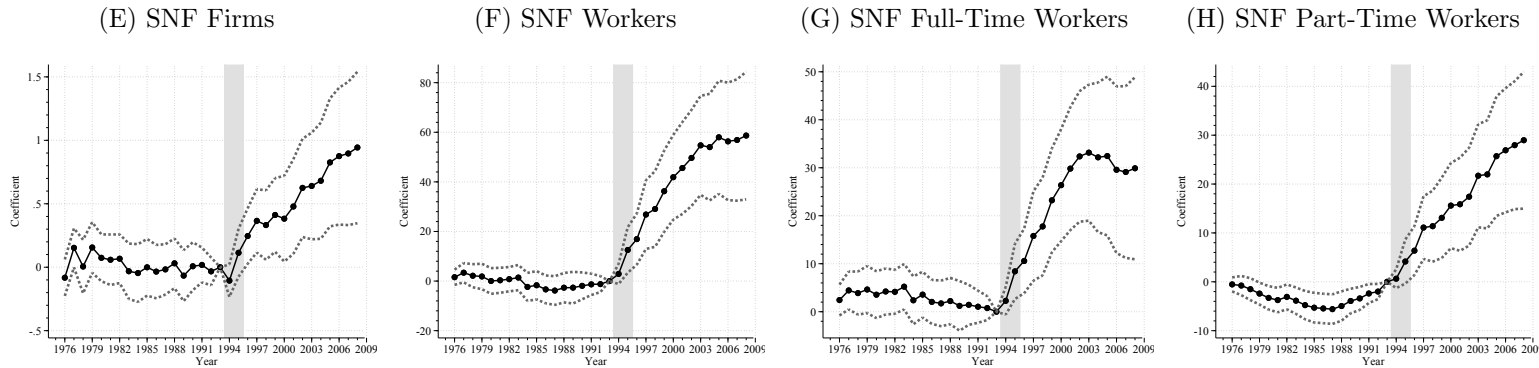 (E) SNF Firms
(F) SNF Workers
(G) SNF Full-Time Workers
(H) SNF Part-Time Workers
1.5
1
.5
0
-.5
Coefficient
1976 1979 1982 1985 1988 1991 1994 1997 2000 2003 2006 2009
Year
80
60
40
20
0
-20
Coefficient
1976 1979 1982 1985 1988 1991 1994 1997 2000 2003 2006 2009
Year
50
40
30
20
10
0
Coefficient
1976 1979 1982 1985 1988 1991 1994 1997 2000 2003 2006 2009
Year
40
30
20
10
0
-10
Coefficient
1976 1979 1982 1985 1988 1991 1994 1997 2000 2003 2006 2009
Year